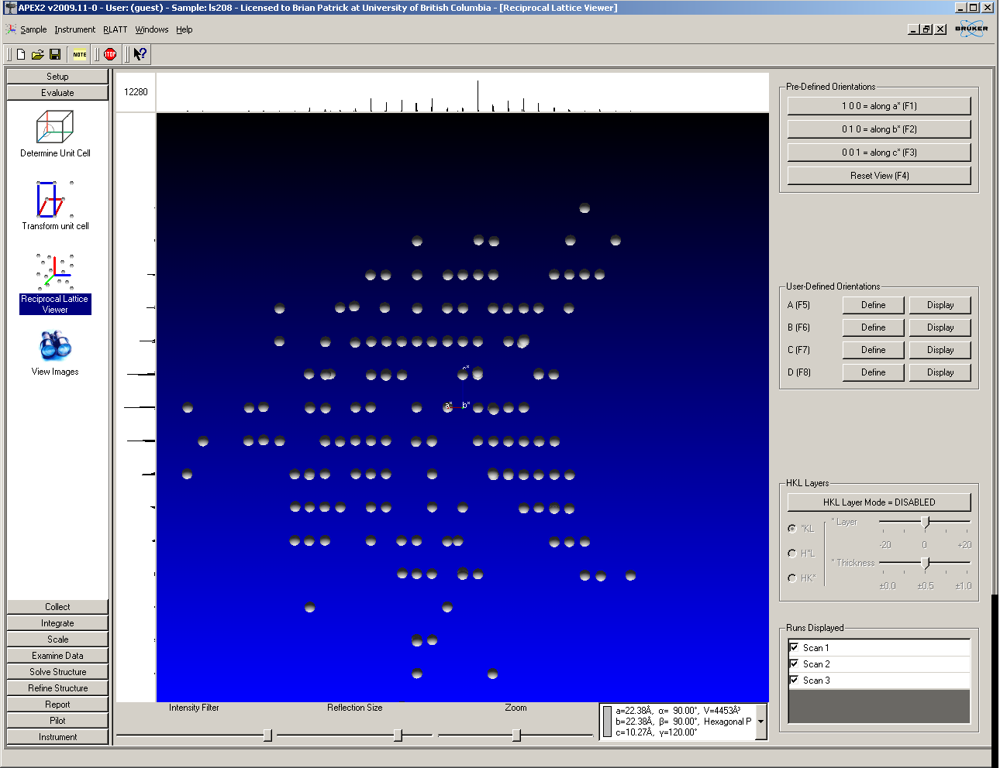 APEX2 v2009.11-0 - User: (guest) - Sample: ls208 - Licensed to Brian Patrick at University of British Columbia - [Reciprocal Lattice Viewer]
Sample Instrument RLATT Windows Help
BRUKER
NOTE STOP
Setup
Evaluate
Determine Unit Cell
Transform unit cell
Reciprocal Lattice
Viewer
View Images
Collect
Integrate
Scale
Examine Data
Solve Structure
Refine Structure
Report
Pilot
Instrument
12280
c*
a* b*
Intensity Filter Reflection Size Zoom
a=22.38Å, α= 90.00°, V=4453Å³
b=22.38Å, β= 90.00°, Hexagonal P
c=10.27Å, γ=120.00°
Pre-Defined Orientations
1 0 0 = along a* (F1)
0 1 0 = along b* (F2)
0 0 1 = along c* (F3)
Reset View (F4)
User-Defined Orientations
A (F5) Define Display
B (F6) Define Display
C (F7) Define Display
D (F8) Define Display
HKL Layers
HKL Layer Mode = DISABLED
*KL
H*L
HK*
* Layer
-20 0 +20
* Thickness
±0.0 ±0.5 ±1.0
Runs Displayed
Scan 1
Scan 2
Scan 3